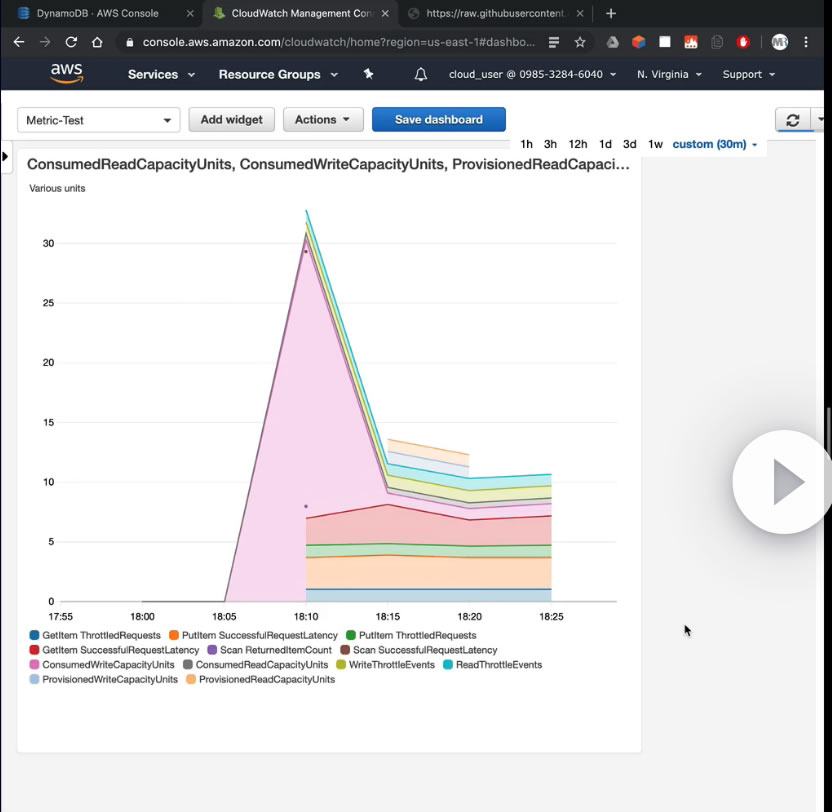 DynamoDB · AWS Console
CloudWatch Management Con
https://raw.githubusercontent.
console.aws.amazon.com/cloudwatch/home?region=us-east-1#dashbo...
aws Services Resource Groups cloud_user @ 0985-3284-6040 N. Virginia Support
Metric-Test Add widget Actions Save dashboard
1h 3h 12h 1d 3d 1w custom (30m)
ConsumedReadCapacityUnits, ConsumedWriteCapacityUnits, ProvisionedReadCapaci...
Various units
30
25
20
15
10
5
0
17:55 18:00 18:05 18:10 18:15 18:20 18:25
GetItem ThrottledRequests PutItem SuccessfulRequestLatency PutItem ThrottledRequests
GetItem SuccessfulRequestLatency Scan ReturnedItemCount Scan SuccessfulRequestLatency
ConsumedWriteCapacityUnits ConsumedReadCapacityUnits WriteThrottleEvents ReadThrottleEvents
ProvisionedWriteCapacityUnits ProvisionedReadCapacityUnits